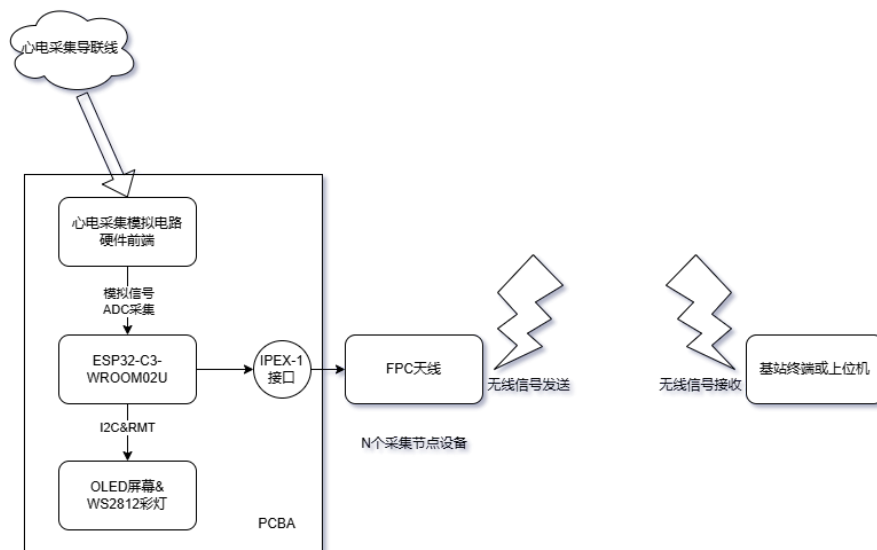 心电采集导联线
心电采集模拟电路
硬件前端
模拟信号
ADC采集
ESP32-C3-
WROOM02U
IPEX-1
接口
FPC天线
无线信号发送
无线信号接收
基站终端或上位机
I2C&RMT
N个采集节点设备
OLED屏幕&
WS2812彩灯
PCBA